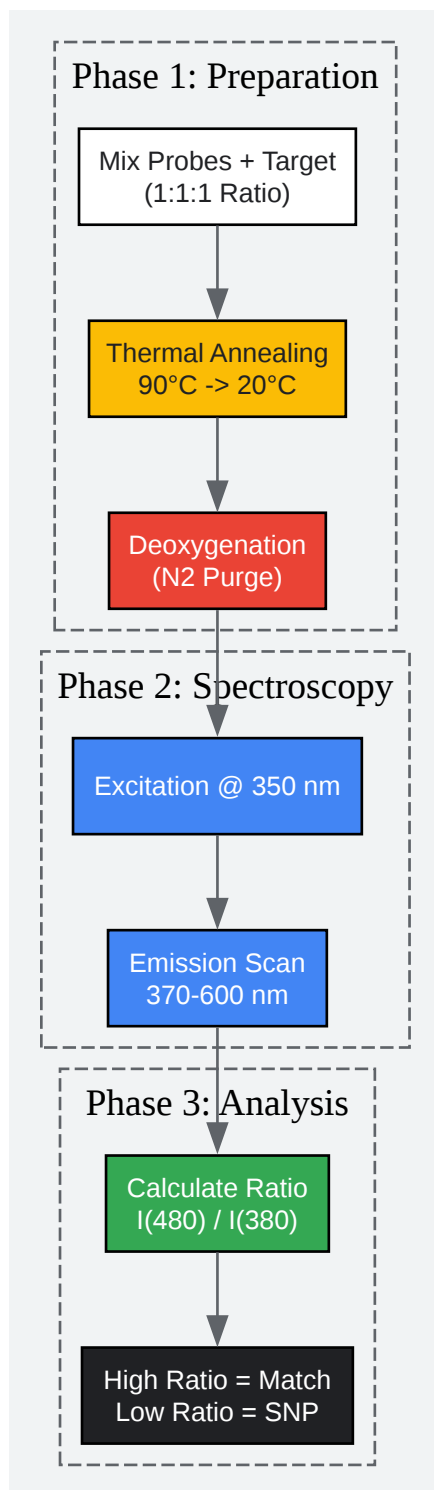 Phase 1: Preparation
Mix Probes + Target
(1:1:1 Ratio)
Thermal Annealing
90°C -> 20°C
Deoxygenation
(N2 Purge)
Phase 2: Spectroscopy
Excitation @ 350 nm
Emission Scan
370-600 nm
Phase 3: Analysis
Calculate Ratio
I(480) / I(380)
High Ratio = Match
Low Ratio = SNP